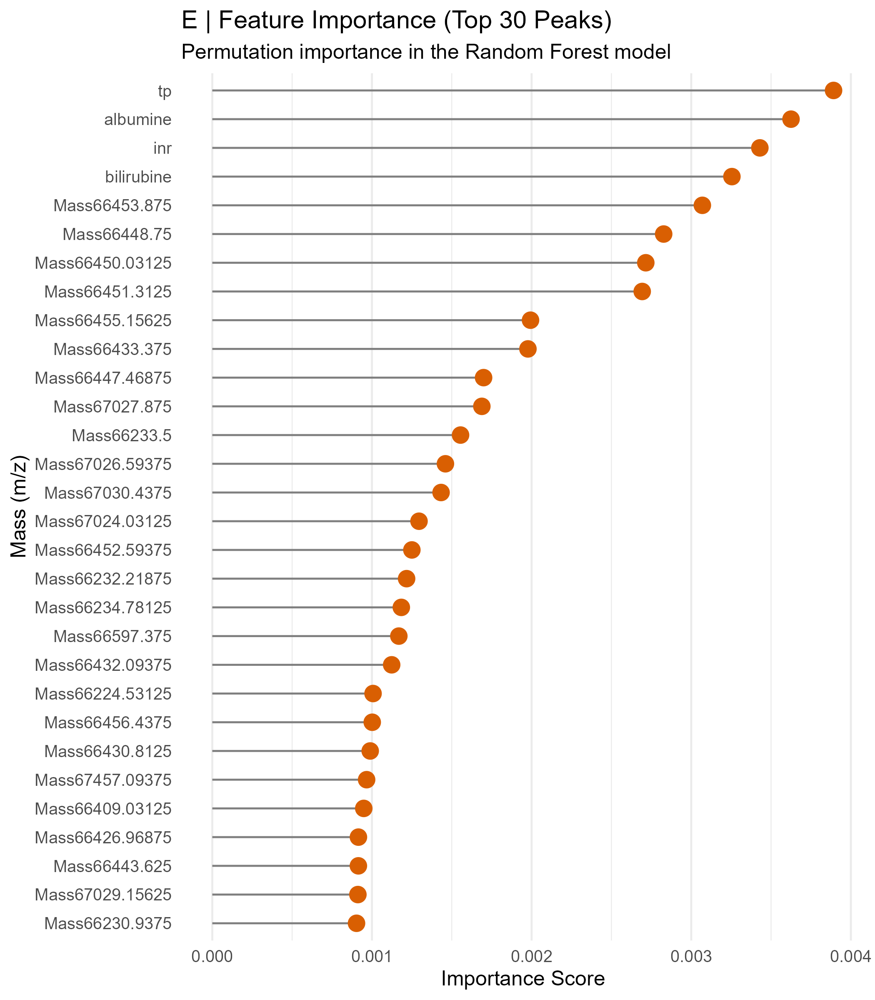 E | Feature Importance (Top 30 Peaks)
Permutation importance in the Random Forest model
tp
albumine
inr
bilirubine
Mass66453.875
Mass66448.75
Mass66450.03125
Mass66451.3125
Mass66455.15625
Mass66433.375
Mass66447.46875
Mass67027.875
Mass66233.5
Mass67026.59375
Mass67030.4375
Mass67024.03125
Mass66452.59375
Mass66232.21875
Mass66234.78125
Mass66597.375
Mass66432.09375
Mass66224.53125
Mass66456.4375
Mass66430.8125
Mass67457.09375
Mass66409.03125
Mass66426.96875
Mass66443.625
Mass67029.15625
Mass66230.9375
Mass (m/z)
0.000 0.001 0.002 0.003 0.004
Importance Score